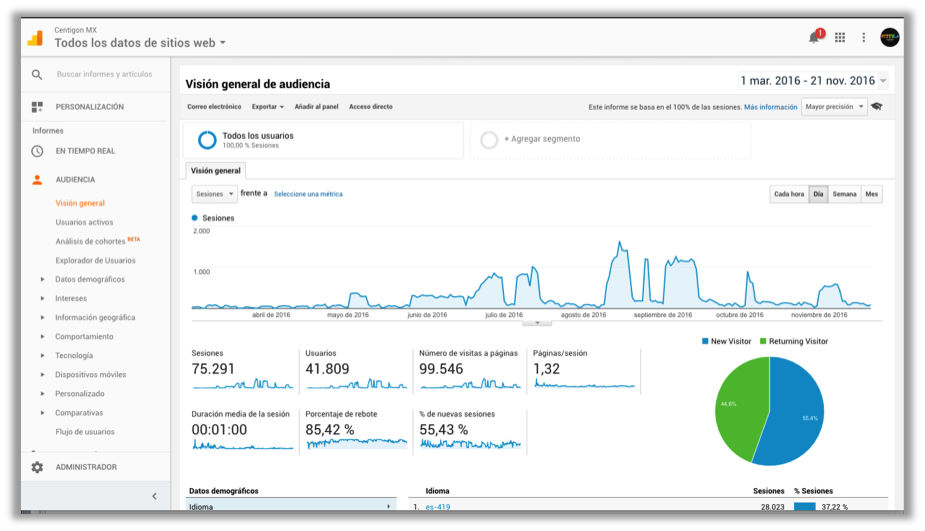 Centigon MX
Todos los datos de sitios web
1
Buscar informes y artículos
PERSONALIZACIÓN
Informes
EN TIEMPO REAL
AUDIENCIA
Visión general
Usuarios activos
Análisis de cohortes BETA
Explorador de Usuarios
Datos demográficos
Intereses
Información geográfica
Comportamiento
Tecnología
Dispositivos móviles
Personalizado
Comparativas
Flujo de usuarios
ADMINISTRADOR
Visión general de audiencia
1 mar. 2016 - 21 nov. 2016
Correo electrónico Exportar Añadir al panel Acceso directo
Este informe se basa en el 100% de las sesiones. Más información Mayor precisión
Todos los usuarios
100,00 % Sesiones
+ Agregar segmento
Visión general
Sesiones frente a Seleccione una métrica
Cada hora Día Semana Mes
Sesiones
2.000
1.000
abril de 2016 mayo de 2016 junio de 2016 julio de 2016 agosto de 2016 septiembre de 2016 octubre de 2016 noviembre de 2016
Sesiones
75.291
Usuarios
41.809
Número de visitas a páginas
99.546
Páginas/sesión
1,32
Duración media de la sesión
00:01:00
Porcentaje de rebote
85,42 %
% de nuevas sesiones
55,43 %
New Visitor Returning Visitor
44,6%
55,4%
Datos demográficos
Idioma
Idioma Sesiones % Sesiones
1. es-419 28.023 37,22 %